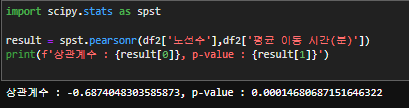 import scipy.stats as spst
result = spst.pearsonr(df2['노선수'],df2['평균 이동 시간(분)'])
print(f'상관계수 : {result[0]}, p-value : {result[1]}')
상관계수 : -0.6874048303585873, p-value : 0.00014680687151646322